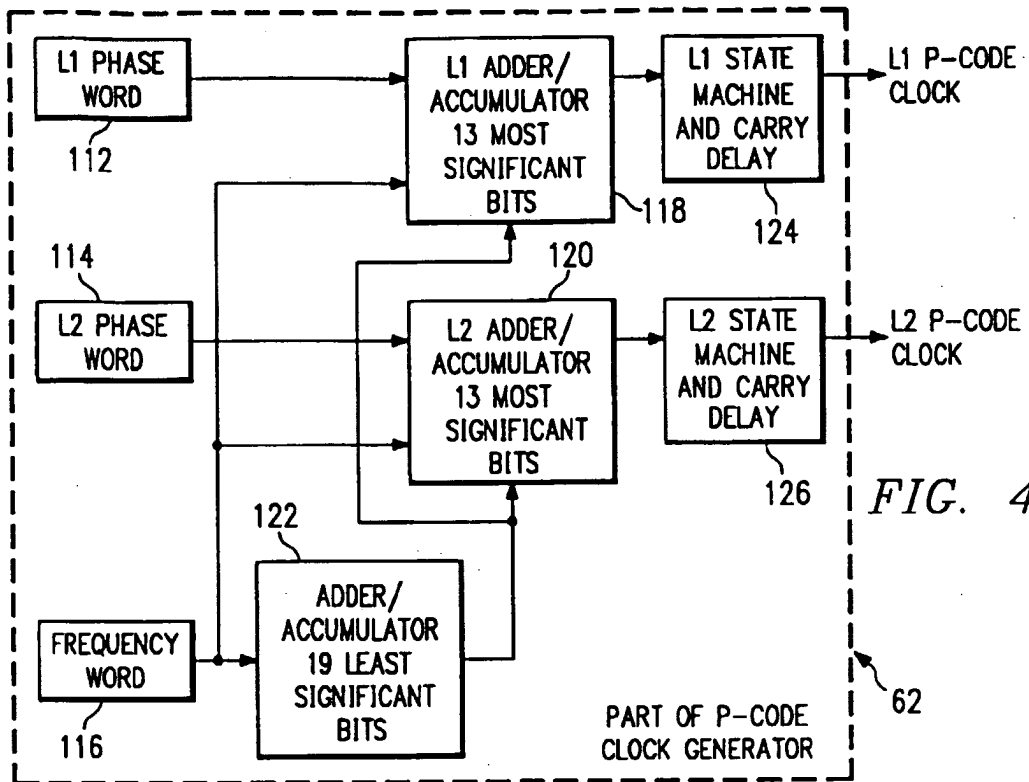 L1 PHASE
WORD
112
L1 ADDER/
ACCUMULATOR
13 MOST
SIGNIFICANT
BITS
118
L1 STATE
MACHINE
AND CARRY
DELAY
124
L1 P-CODE
CLOCK
114
L2 PHASE
WORD
120
L2 ADDER/
ACCUMULATOR
13 MOST
SIGNIFICANT
BITS
L2 STATE
MACHINE
AND CARRY
DELAY
126
L2 P-CODE
CLOCK
FIG. 4
122
ADDER/
ACCUMULATOR
19 LEAST
SIGNIFICANT
BITS
FREQUENCY
WORD
116
PART OF P-CODE
CLOCK GENERATOR
62